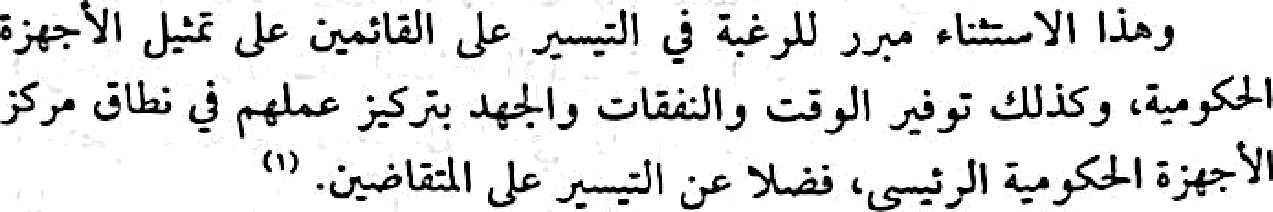 وهذا الاستثناء مبرر للرغبة في التيسير على القائمين على تمثيل الأجهزة
الحكومية، وكذلك توفير الوقت والنفقات والجهد بتركيز عملهم في نطاق مركز
الأجهزة الحكومية الرئيسى، فضلا عن التيسير على المتقاضين. (١)